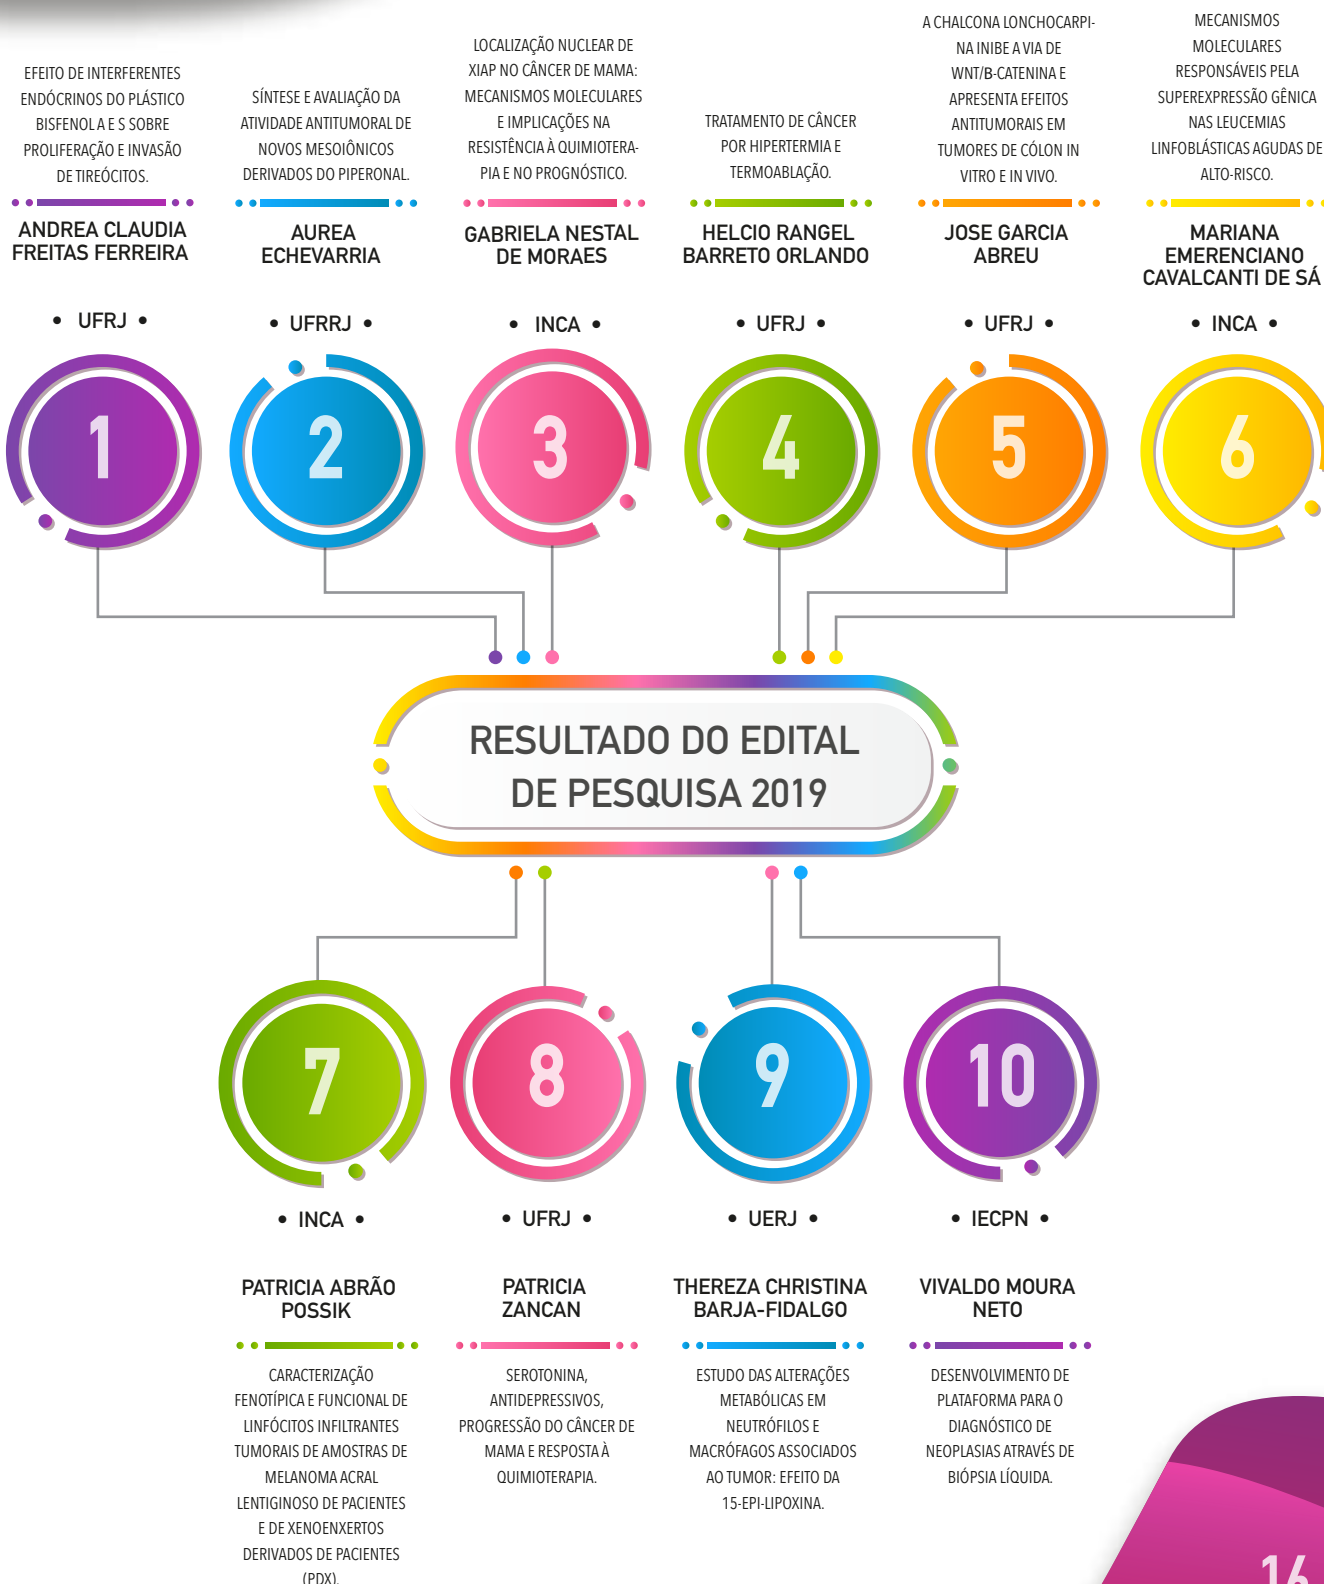 EFEITO DE INTERFERENTES
ENDÓCRINOS DO PLÁSTICO
BISFENOL A E S SOBRE
PROLIFERAÇÃO E INVASÃO
DE TIREÓCITOS.
ANDREA CLAUDIA
FREITAS FERREIRA
• UFRJ •
1
SÍNTESE E AVALIAÇÃO DA
ATIVIDADE ANTITUMORAL DE
NOVOS MESOIÔNICOS
DERIVADOS DO PIPERONAL.
AUREA
ECHEVARRIA
• UFRRJ •
2
LOCALIZAÇÃO NUCLEAR DE
XIAP NO CÂNCER DE MAMA:
MECANISMOS MOLECULARES
E IMPLICAÇÕES NA
RESISTÊNCIA À QUIMIOTERA-
PIA E NO PROGNÓSTICO.
GABRIELA NESTAL
DE MORAES
• INCA •
3
TRATAMENTO DE CÂNCER
POR HIPERTERMIA E
TERMOABLAÇÃO.
HELCIO RANGEL
BARRETO ORLANDO
• UFRJ •
4
A CHALCONA LONCHOCARPI-
NA INIBE A VIA DE
WNT/B-CATENINA E
APRESENTA EFEITOS
ANTITUMORAIS EM
TUMORES DE CÓLON IN
VITRO E IN VIVO.
JOSE GARCIA
ABREU
• UFRJ •
5
MECANISMOS
MOLECULARES
RESPONSÁVEIS PELA
SUPEREXPRESSÃO GÊNICA
NAS LEUCEMIAS
LINFOBLÁSTICAS AGUDAS DE
ALTO-RISCO.
MARIANA
EMERENCIANO
CAVALCANTI DE SÁ
• INCA •
6
RESULTADO DO EDITAL
DE PESQUISA 2019
7
• INCA •
PATRICIA ABRÃO
POSSIK
CARACTERIZAÇÃO
FENOTÍPICA E FUNCIONAL DE
LINFÓCITOS INFILTRANTES
TUMORAIS DE AMOSTRAS DE
MELANOMA ACRAL
LENTIGINOSO DE PACIENTES
E DE XENOENXERTOS
DERIVADOS DE PACIENTES
(PDX).
8
• UFRJ •
PATRICIA
ZANCAN
SEROTONINA,
ANTIDEPRESSIVOS,
PROGRESSÃO DO CÂNCER DE
MAMA E RESPOSTA À
QUIMIOTERAPIA.
9
• UERJ •
THEREZA CHRISTINA
BARJA-FIDALGO
ESTUDO DAS ALTERAÇÕES
METABÓLICAS EM
NEUTRÓFILOS E
MACRÓFAGOS ASSOCIADOS
AO TUMOR: EFEITO DA
15-EPI-LIPOXINA.
10
• IECPN •
VIVALDO MOURA
NETO
DESENVOLVIMENTO DE
PLATAFORMA PARA O
DIAGNÓSTICO DE
NEOPLASIAS ATRAVÉS DE
BIÓPSIA LÍQUIDA.
16